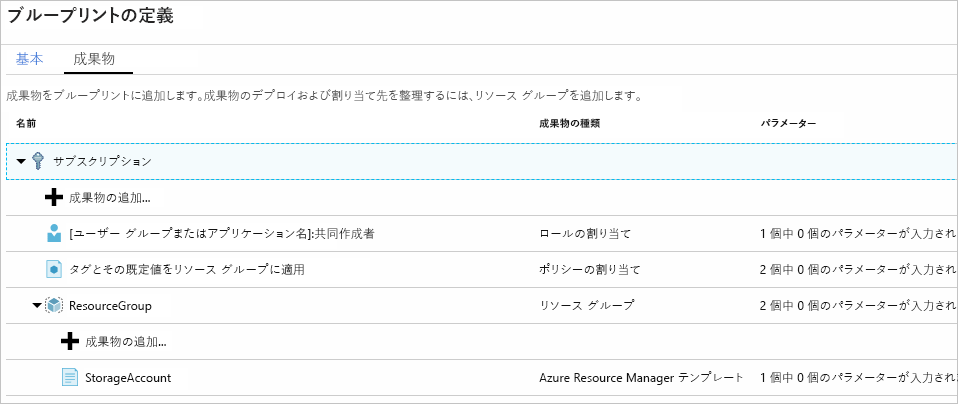 ブループリントの定義
基本 成果物
成果物をブループリントに追加します。成果物のデプロイおよび割り当て先を整理するには、リソース グループを追加します。
名前 成果物の種類 パラメーター
サブスクリプション
成果物の追加...
[ユーザー グループまたはアプリケーション名]:共同作成者 ロールの割り当て 1 個中 0 個のパラメーターが入力され
タグとその既定値をリソース グループに適用 ポリシーの割り当て 2 個中 0 個のパラメーターが入力され
ResourceGroup リソース グループ 2 個中 0 個のパラメーターが入力され
成果物の追加...
StorageAccount Azure Resource Manager テンプレート 1 個中 0 個のパラメーターが入力され